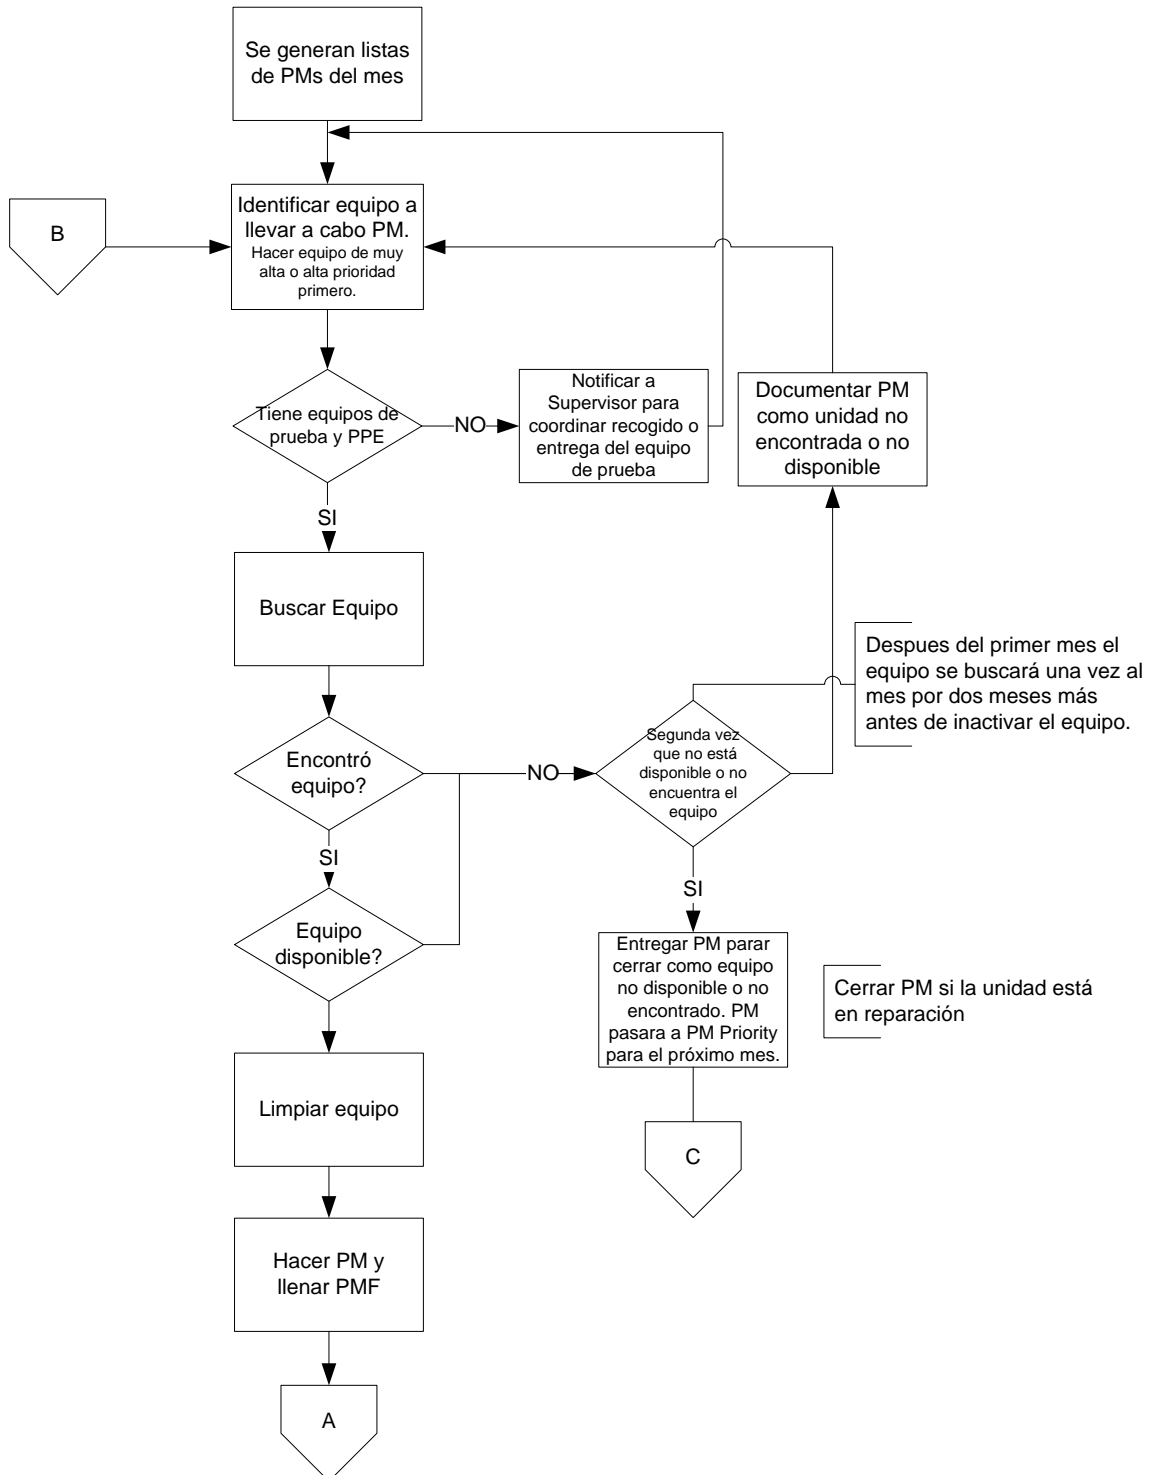 Se generan listas
de PMs del mes
B
Identificar equipo a
llevar a cabo PM.
Hacer equipo de muy
alta o alta prioridad
primero.
Tiene equipos de
prueba y PPE
NO
Notificar a
Supervisor para
coordinar recogido o
entrega del equipo
de prueba
Documentar PM
como unidad no
encontrada o no
disponible
SI
Buscar Equipo
Despues del primer mes el
equipo se buscará una vez al
mes por dos meses más
antes de inactivar el equipo.
Encontró
equipo?
NO
Segunda vez
que no está
disponible o no
encuentra el
equipo
SI
SI
Equipo
disponible?
Entregar PM parar
cerrar como equipo
no disponible o no
encontrado. PM
pasara a PM Priority
para el próximo mes.
Cerrar PM si la unidad está
en reparación
Limpiar equipo
C
Hacer PM y
llenar PMF
A